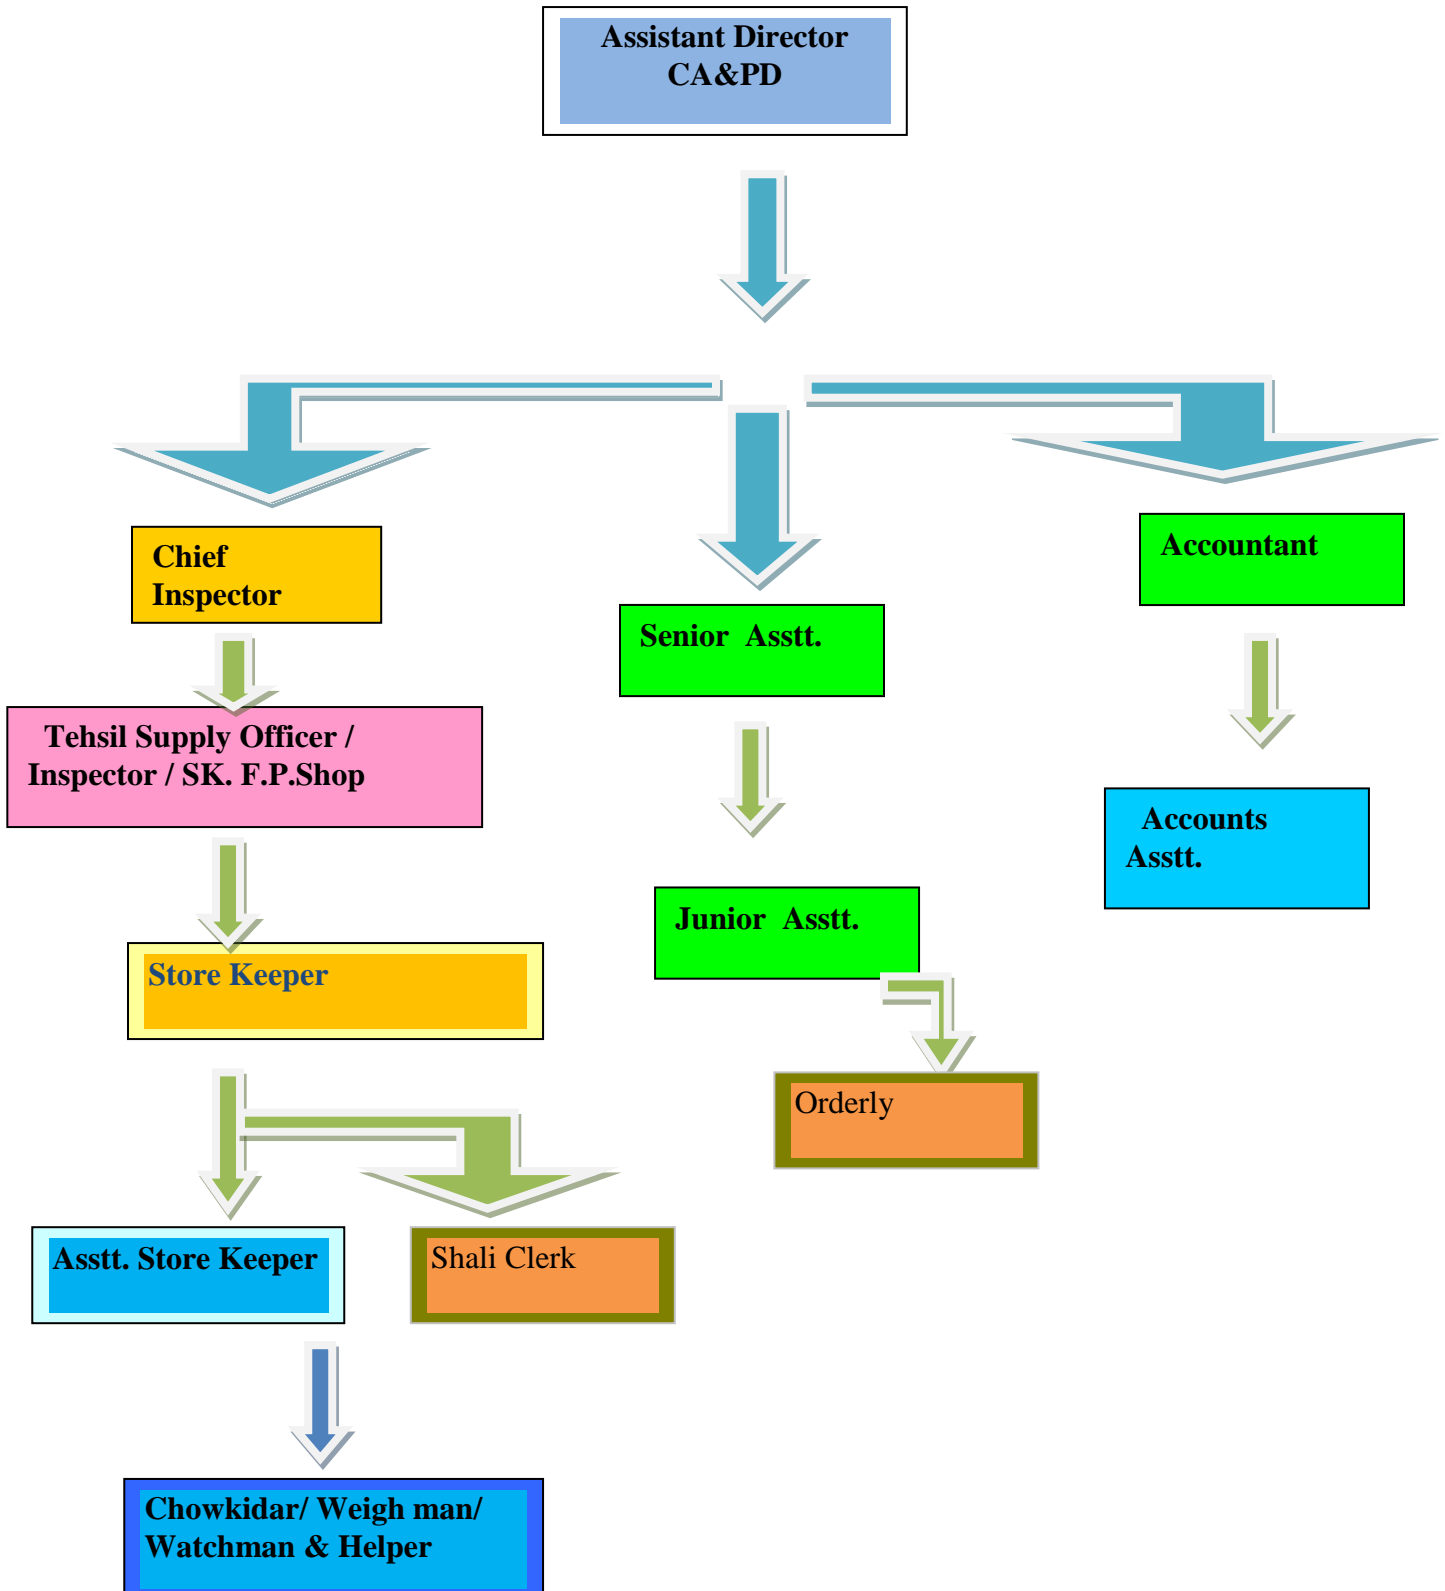 Assistant Director
CA&PD
Chief
Inspector
Accountant
Senior Asstt.
Tehsil Supply Officer /
Inspector / SK. F.P.Shop
Accounts
Asstt.
Junior Asstt.
Store Keeper
Orderly
Asstt. Store Keeper
Shali Clerk
Chowkidar/ Weigh man/
Watchman & Helper